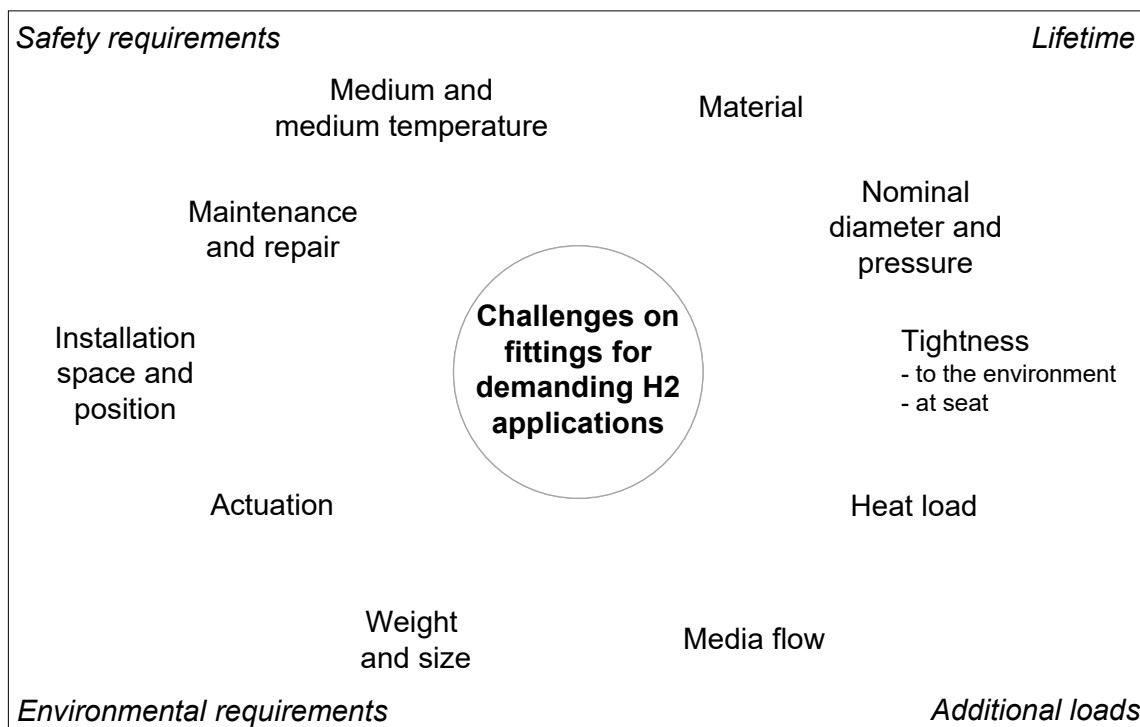 Safety requirements
Lifetime
Medium and
medium temperature
Material
Maintenance
and repair
Nominal
diameter and
pressure
Challenges on
fittings for
demanding H2
applications
Installation
space and
position
Tightness
- to the environment
- at seat
Actuation
Heat load
Weight
and size
Media flow
Environmental requirements
Additional loads